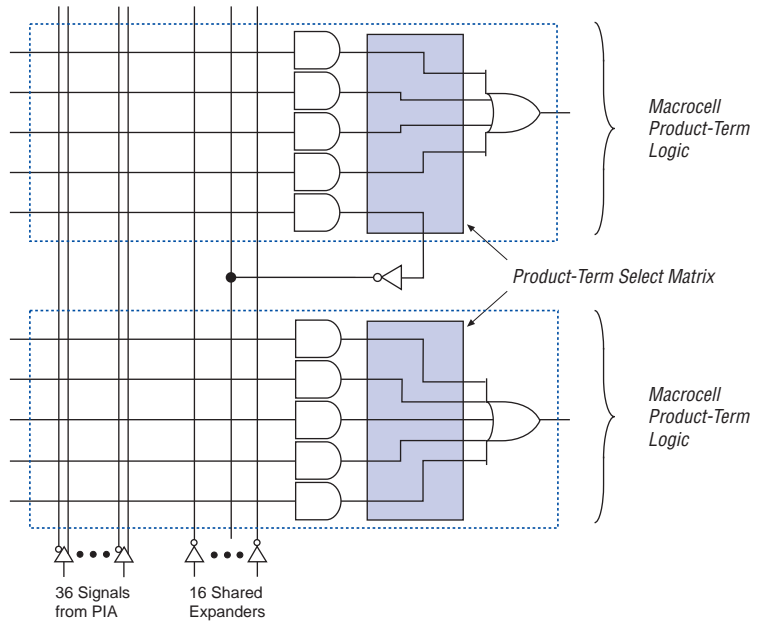 Macrocell
Product-Term
Logic
Product-Term Select Matrix
Macrocell
Product-Term
Logic
36 Signals
from PIA
16 Shared
Expanders